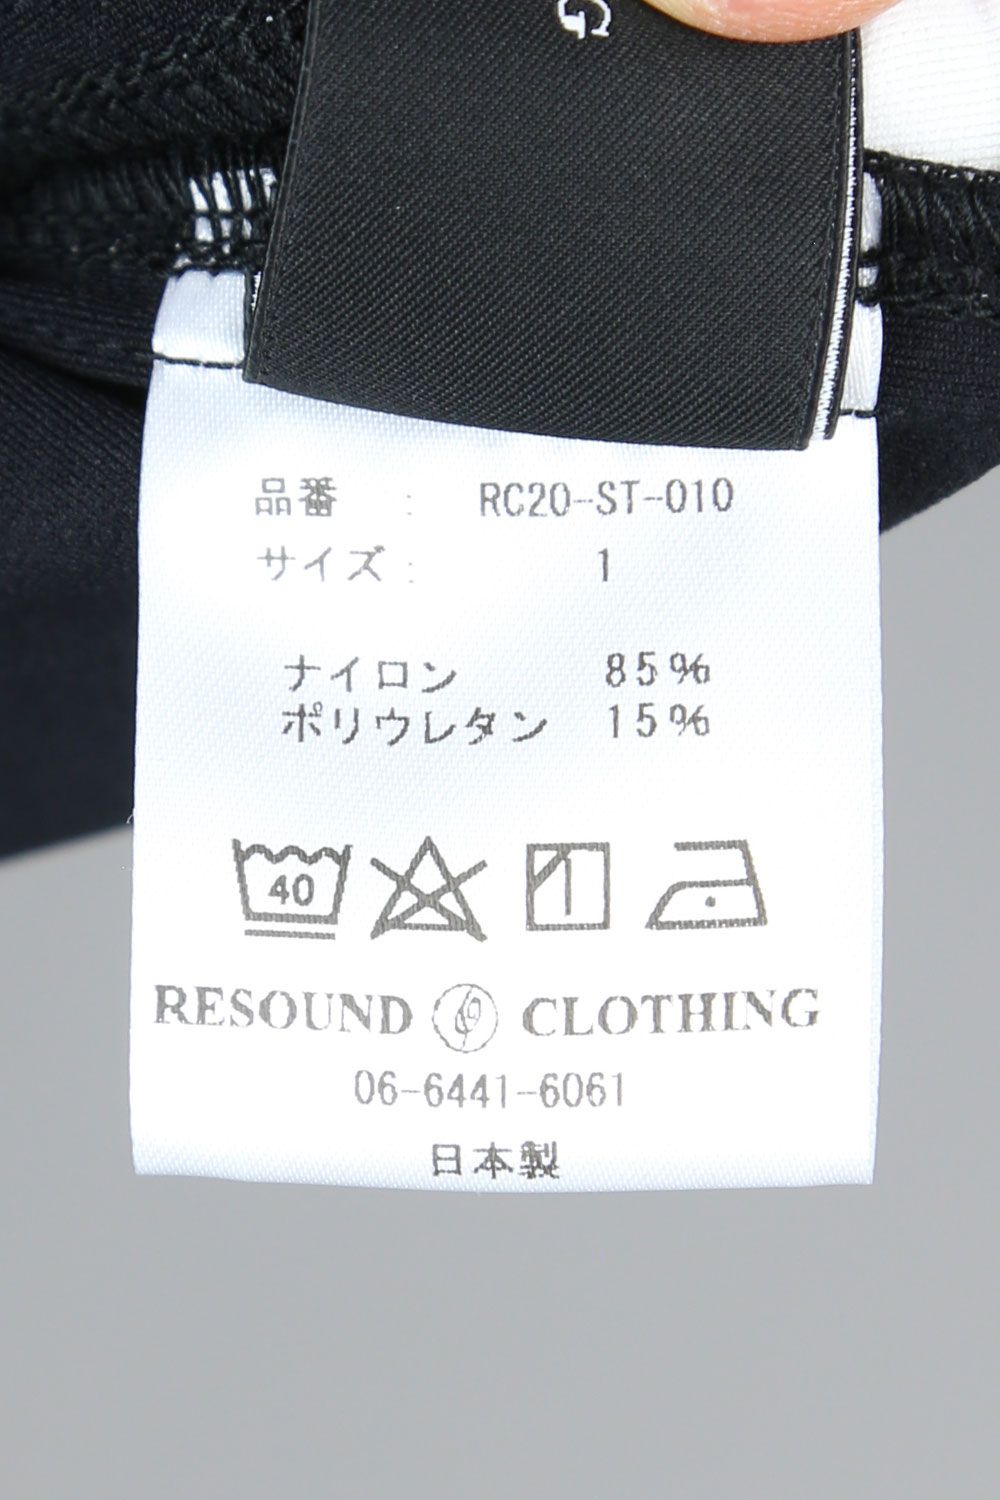 G
品番 : RC20-ST-010
サイズ : 1
ナイロン 85%
ポリウレタン 15%
40
RESOUND CLOTHING
06-6441-6061
日本製